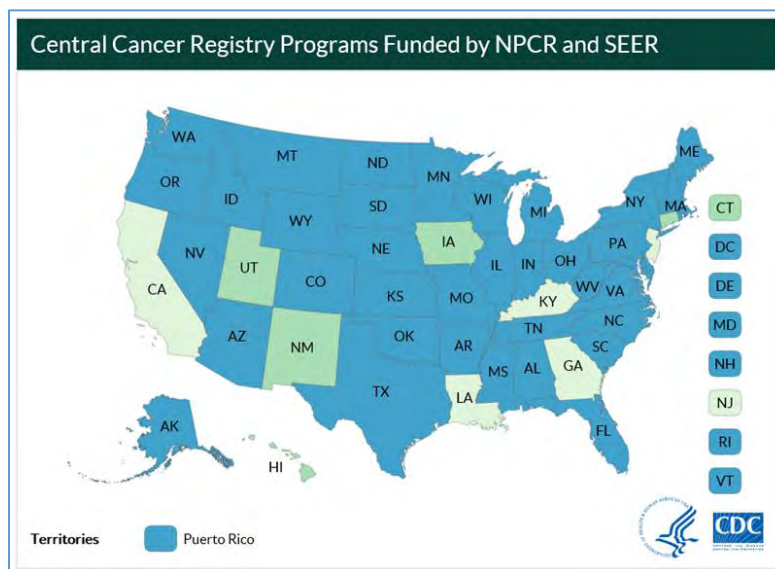 Central Cancer Registry Programs Funded by NPCR and SEER
WA
MT
ND
MN
ME
OR
ID
SD
WI
MI
NY
MA
CT
WY
NE
IA
PA
DC
NV
UT
CO
IL
IN
OH
WV
VA
DE
CA
KS
MO
KY
NC
MD
AZ
NM
OK
AR
TN
SC
NH
TX
MS
AL
GA
NJ
LA
FL
RI
AK
HI
VT
Territories
Puerto Rico
CDC